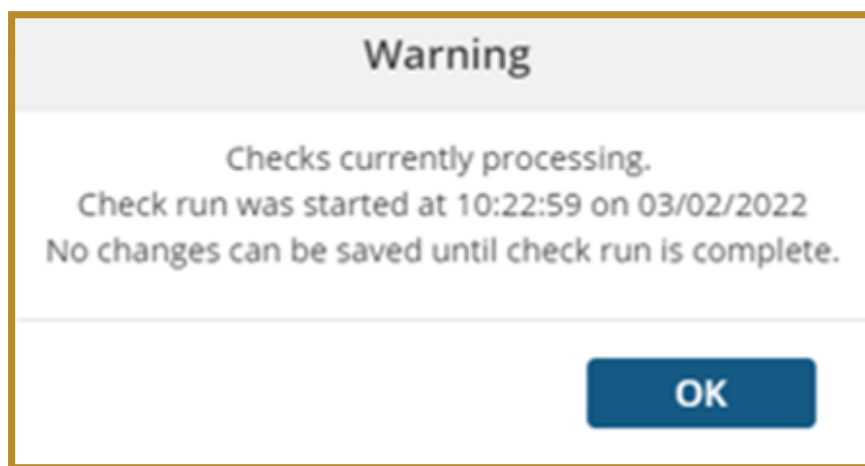 Warning
Checks currently processing.
Check run was started at 10:22:59 on 03/02/2022
No changes can be saved until check run is complete.
OK